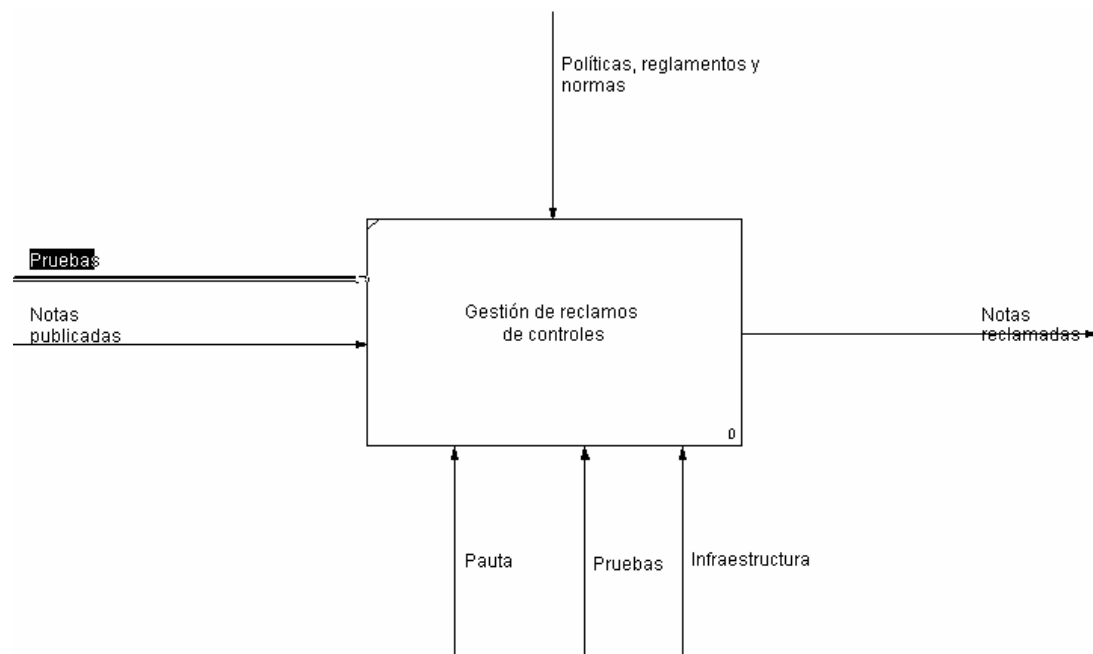 Políticas, reglamentos y
normas
Pruebas
Notas
publicadas
Gestión de reclamos
de controles
Notas
reclamadas
0
Pauta
Pruebas
Infraestructura